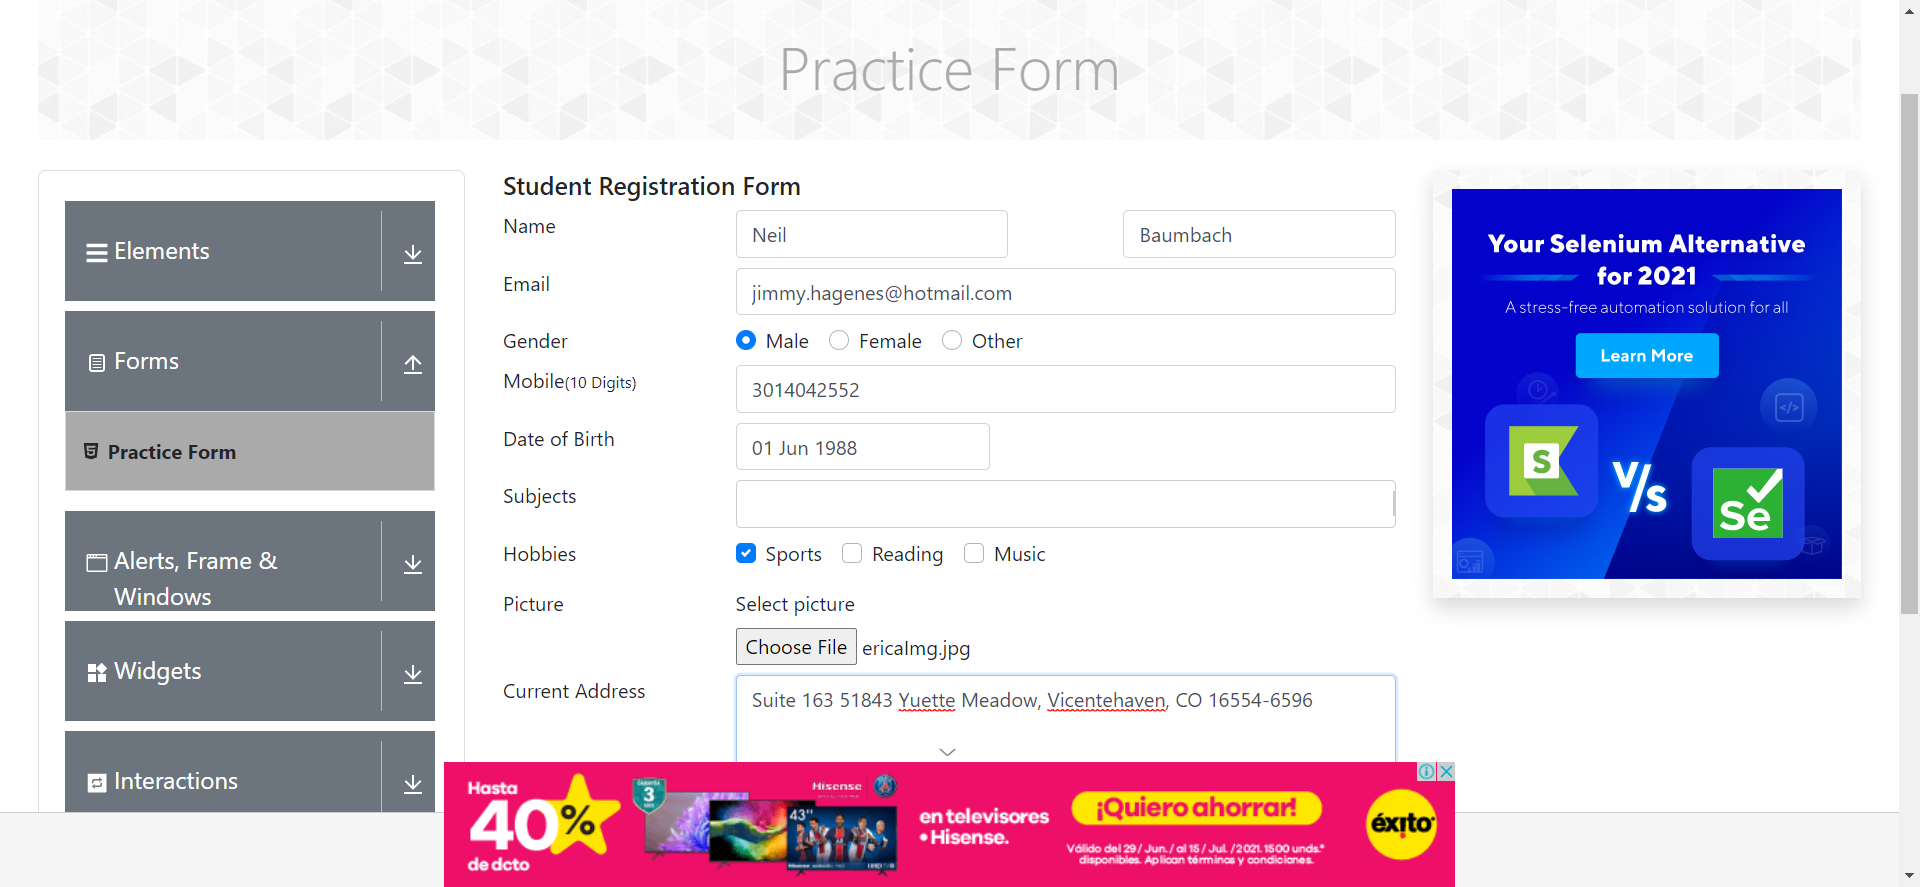 Practice Form
Elements
Forms
Practice Form
Alerts, Frame &
Windows
Widgets
Interactions
Student Registration Form
Name
Neil
Baumbach
Email
jimmy.hagenes@hotmail.com
Gender
Male
Female
Other
Mobile(10 Digits)
3014042552
Date of Birth
01 Jun 1988
Subjects
Hobbies
Sports
Reading
Music
Picture
Select picture
Choose File
ericaImg.jpg
Current Address
Suite 163 51843 Yuette Meadow, Vicentehaven, CO 16554-6596
Your Selenium Alternative
for 2021
A stress-free automation solution for all
Learn More
S
V/s
Se
Hasta
40%
de dcto
3
Hisense
43"
en televisores
•Hisense.
¡Quiero ahorrar!
Válido del 29/ Jun./ al 15/ Jul./2021. 1500 unds.*
disponibles. Aplican términos y condiciones.
éxito